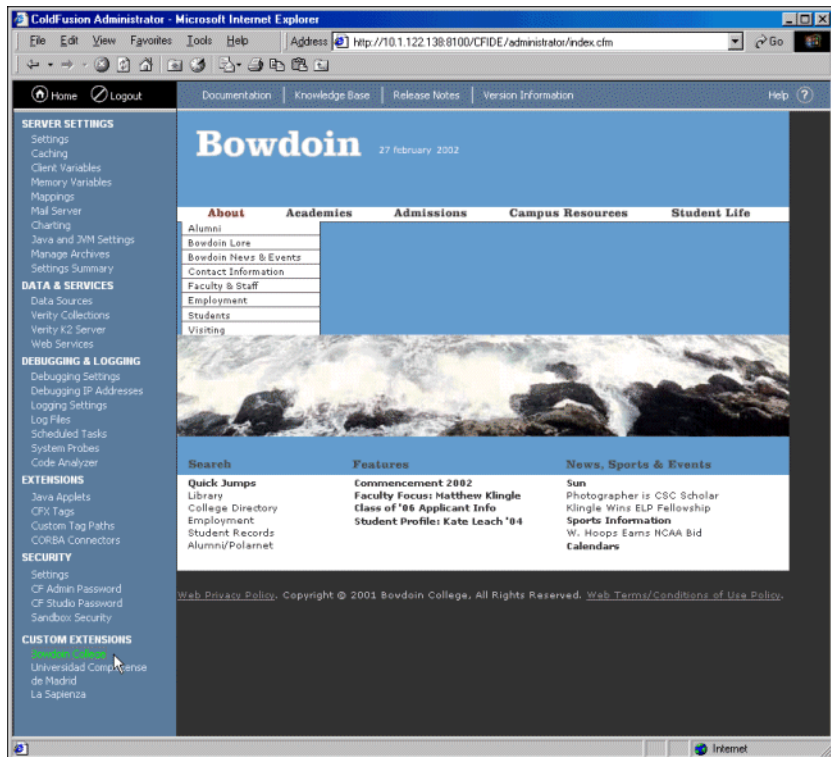 ColdFusion Administrator - Microsoft Internet Explorer
File Edit View Favorites Tools Help Address http://10.1.122.138:8100/CFIDE/administrator/index.cfm Go
Home Logout Documentation Knowledge Base Release Notes Version Information Help ?
SERVER SETTINGS
Settings
Caching
Client Variables
Memory Variables
Mappings
Mail Server
Charting
Java and JVM Settings
Manage Archives
Settings Summary
DATA & SERVICES
Data Sources
Verity Collections
Verity K2 Server
Web Services
DEBUGGING & LOGGING
Debugging Settings
Debugging IP Addresses
Logging Settings
Log Files
Scheduled Tasks
System Probes
Code Analyzer
EXTENSIONS
Java Applets
CFX Tags
Custom Tag Paths
CORBA Connectors
SECURITY
Settings
CF Admin Password
CF Studio Password
Sandbox Security
CUSTOM EXTENSIONS
Bowdoin College
Universidad Complutense
de Madrid
La Sapienza
Bowdoin 27 february 2002
About Academics Admissions Campus Resources Student Life
Alumni
Bowdoin Lore
Bowdoin News & Events
Contact Information
Faculty & Staff
Employment
Students
Visiting
Search
Quick Jumps
Library
College Directory
Employment
Student Records
Alumni/Polarnet
Features
Commencement 2002
Faculty Focus: Matthew Klingle
Class of '06 Applicant Info
Student Profile: Kate Leach '04
News, Sports & Events
Sun
Photographer is CSC Scholar
Klingle Wins ELP Fellowship
Sports Information
W. Hoops Earns NCAA Bid
Calendars
Web Privacy Policy. Copyright © 2001 Bowdoin College, All Rights Reserved. Web Terms/Conditions of Use Policy.
Internet